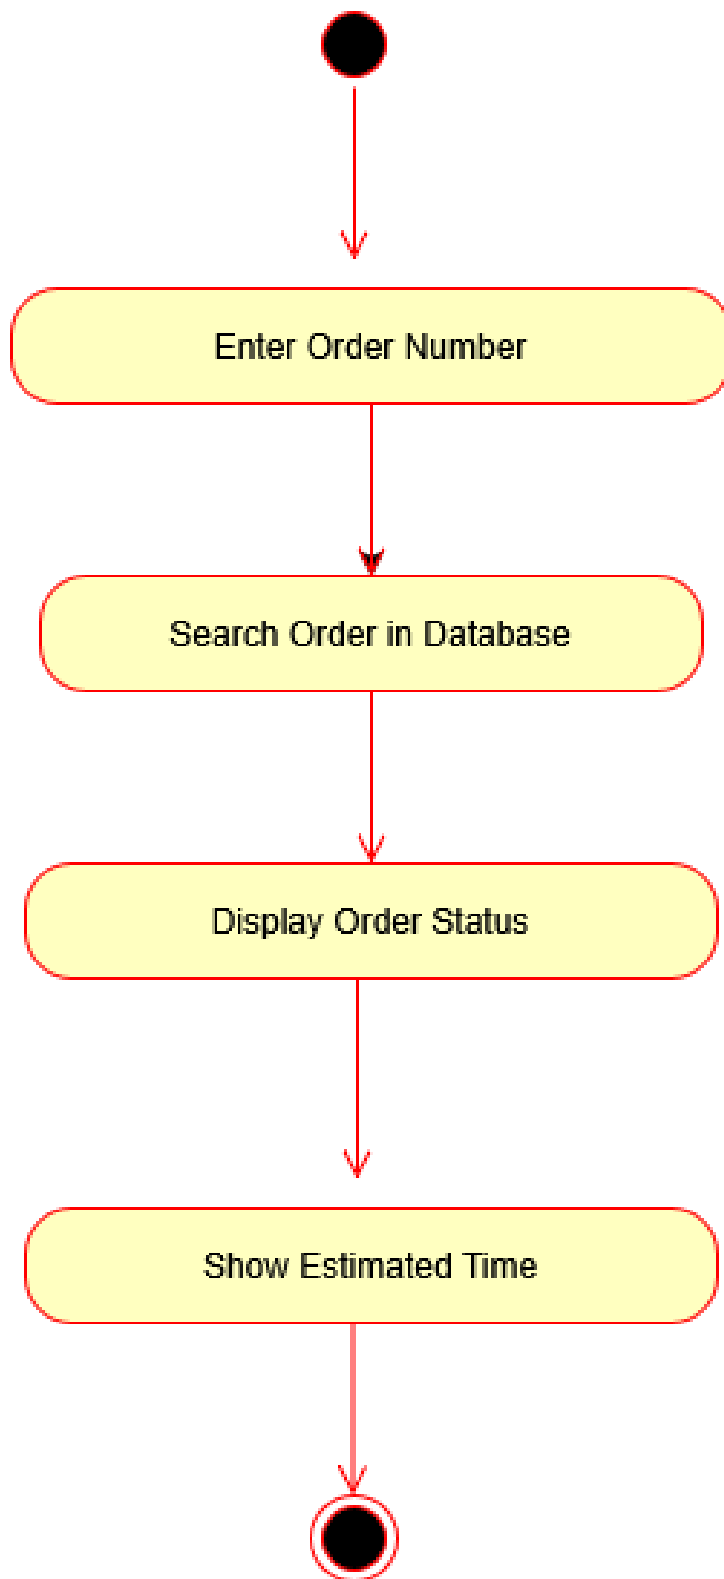 Enter Order Number
Search Order in Database
Display Order Status
Show Estimated Time